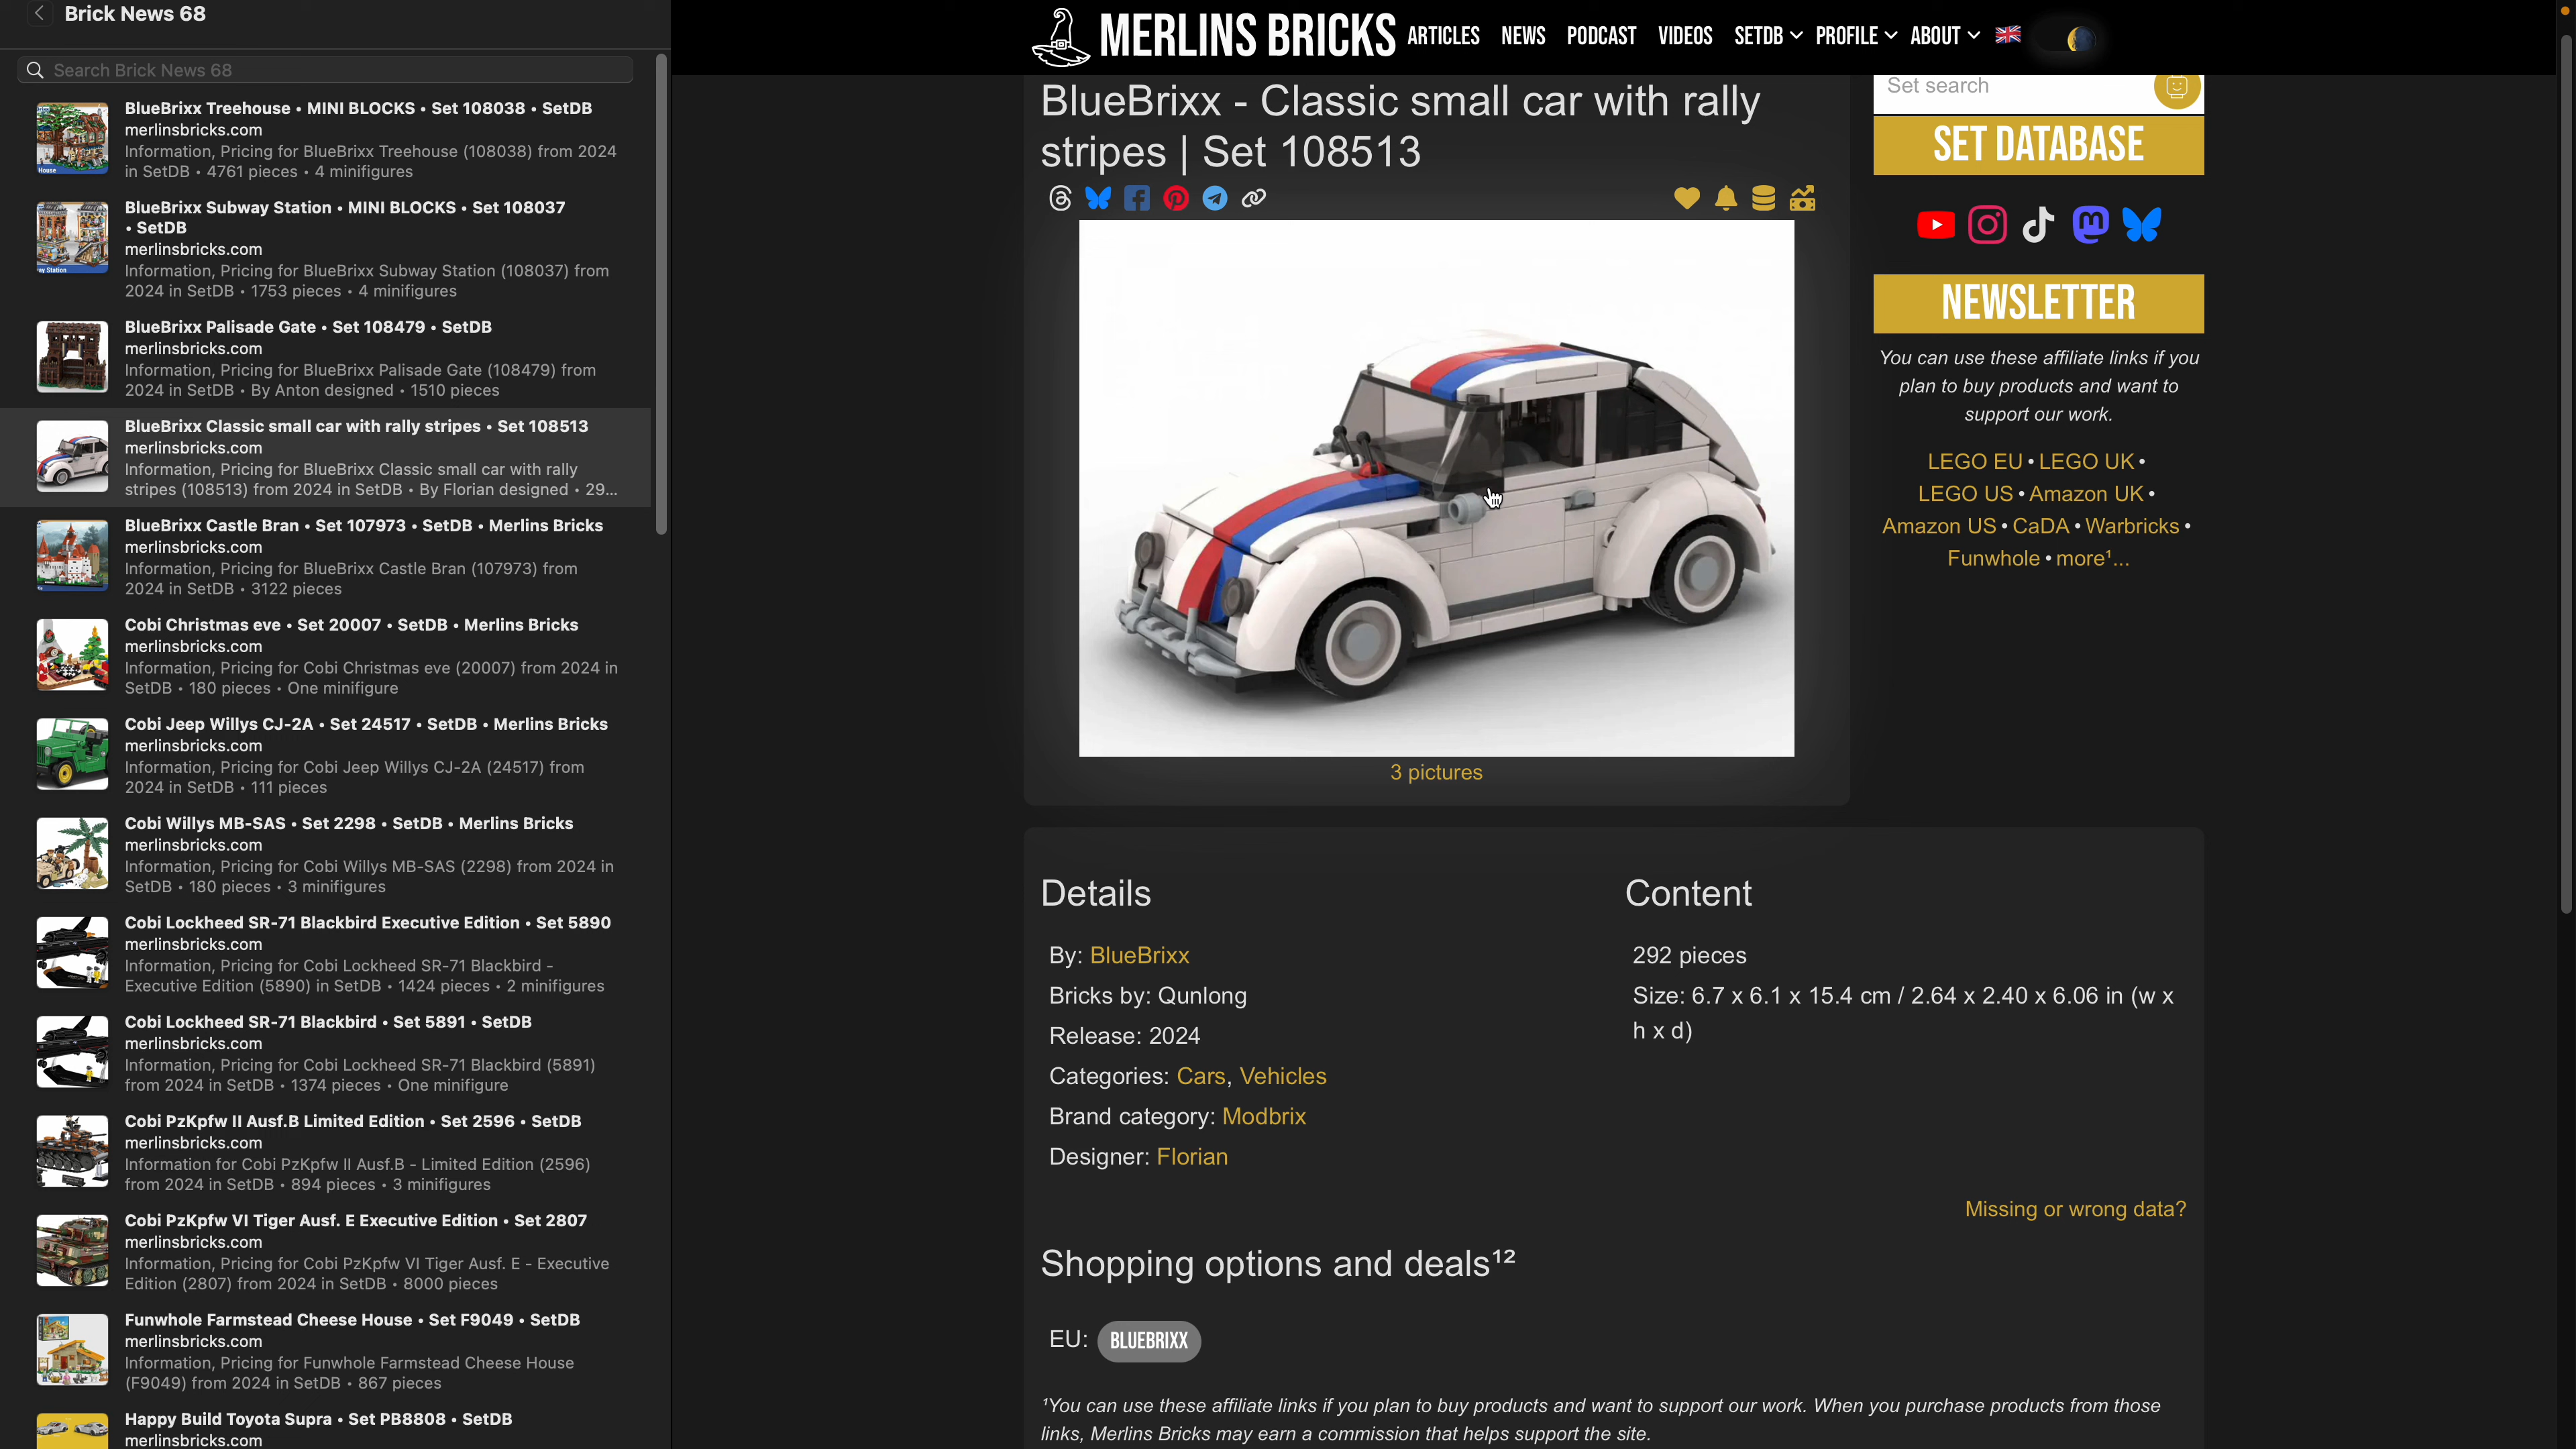 Brick News 68
Search Brick News 68
BlueBrixx Treehouse • MINI BLOCKS • Set 108038 • SetDB
merlinsbricks.com
Information, Pricing for BlueBrixx Treehouse (108038) from 2024
in SetDB • 4761 pieces • 4 minifigures
House
BlueBrixx Subway Station • MINI BLOCKS • Set 108037
• SetDB
merlinsbricks.com
Information, Pricing for BlueBrixx Subway Station (108037) from
2024 in SetDB • 1753 pieces • 4 minifigures
ay Station
BlueBrixx Palisade Gate • Set 108479 • SetDB
merlinsbricks.com
Information, Pricing for BlueBrixx Palisade Gate (108479) from
2024 in SetDB • By Anton designed • 1510 pieces
BlueBrixx Classic small car with rally stripes • Set 108513
merlinsbricks.com
Information, Pricing for BlueBrixx Classic small car with rally
stripes (108513) from 2024 in SetDB • By Florian designed • 29...
BlueBrixx Castle Bran • Set 107973 • SetDB • Merlins Bricks
merlinsbricks.com
Information, Pricing for BlueBrixx Castle Bran (107973) from
2024 in SetDB • 3122 pieces
Cobi Christmas eve • Set 20007 • SetDB • Merlins Bricks
merlinsbricks.com
Information, Pricing for Cobi Christmas eve (20007) from 2024 in
SetDB • 180 pieces • One minifigure
Cobi Jeep Willys CJ-2A • Set 24517 • SetDB • Merlins Bricks
merlinsbricks.com
Information, Pricing for Cobi Jeep Willys CJ-2A (24517) from
2024 in SetDB • 111 pieces
Cobi Willys MB-SAS • Set 2298 • SetDB • Merlins Bricks
merlinsbricks.com
Information, Pricing for Cobi Willys MB-SAS (2298) from 2024 in
SetDB • 180 pieces • 3 minifigures
Cobi Lockheed SR-71 Blackbird Executive Edition • Set 5890
merlinsbricks.com
Information, Pricing for Cobi Lockheed SR-71 Blackbird -
Executive Edition (5890) in SetDB • 1424 pieces • 2 minifigures
Cobi Lockheed SR-71 Blackbird • Set 5891 • SetDB
merlinsbricks.com
Information, Pricing for Cobi Lockheed SR-71 Blackbird (5891)
from 2024 in SetDB • 1374 pieces • One minifigure
Cobi PzKpfw II Ausf.B Limited Edition • Set 2596 • SetDB
merlinsbricks.com
Information for Cobi PzKpfw II Ausf.B - Limited Edition (2596)
from 2024 in SetDB • 894 pieces • 3 minifigures
Cobi PzKpfw VI Tiger Ausf. E Executive Edition • Set 2807
merlinsbricks.com
Information, Pricing for Cobi PzKpfw VI Tiger Ausf. E - Executive
Edition (2807) from 2024 in SetDB • 8000 pieces
Funwhole Farmstead Cheese House • Set F9049 • SetDB
merlinsbricks.com
Information, Pricing for Funwhole Farmstead Cheese House
(F9049) from 2024 in SetDB • 867 pieces
Happy Build Toyota Supra • Set PB8808 • SetDB
merlinsbricks.com
MERLINS BRICKS ARTICLES NEWS PODCAST VIDEOS SETDB PROFILE ABOUT
BlueBrixx - Classic small car with rally
stripes | Set 108513
3 pictures
Details
By: BlueBrixx
Bricks by: Qunlong
Release: 2024
Categories: Cars, Vehicles
Brand category: Modbrix
Designer: Florian
Content
292 pieces
Size: 6.7 x 6.1 x 15.4 cm / 2.64 x 2.40 x 6.06 in (w x
h x d)
Missing or wrong data?
Shopping options and deals¹²
EU: BLUEBRIXX
¹You can use these affiliate links if you plan to buy products and want to support our work. When you purchase products from those
links, Merlins Bricks may earn a commission that helps support the site.
Set search
SET DATABASE
NEWSLETTER
You can use these affiliate links if you
plan to buy products and want to
support our work.
LEGO EU • LEGO UK •
LEGO US • Amazon UK •
Amazon US • CaDA • Warbricks •
Funwhole • more¹...